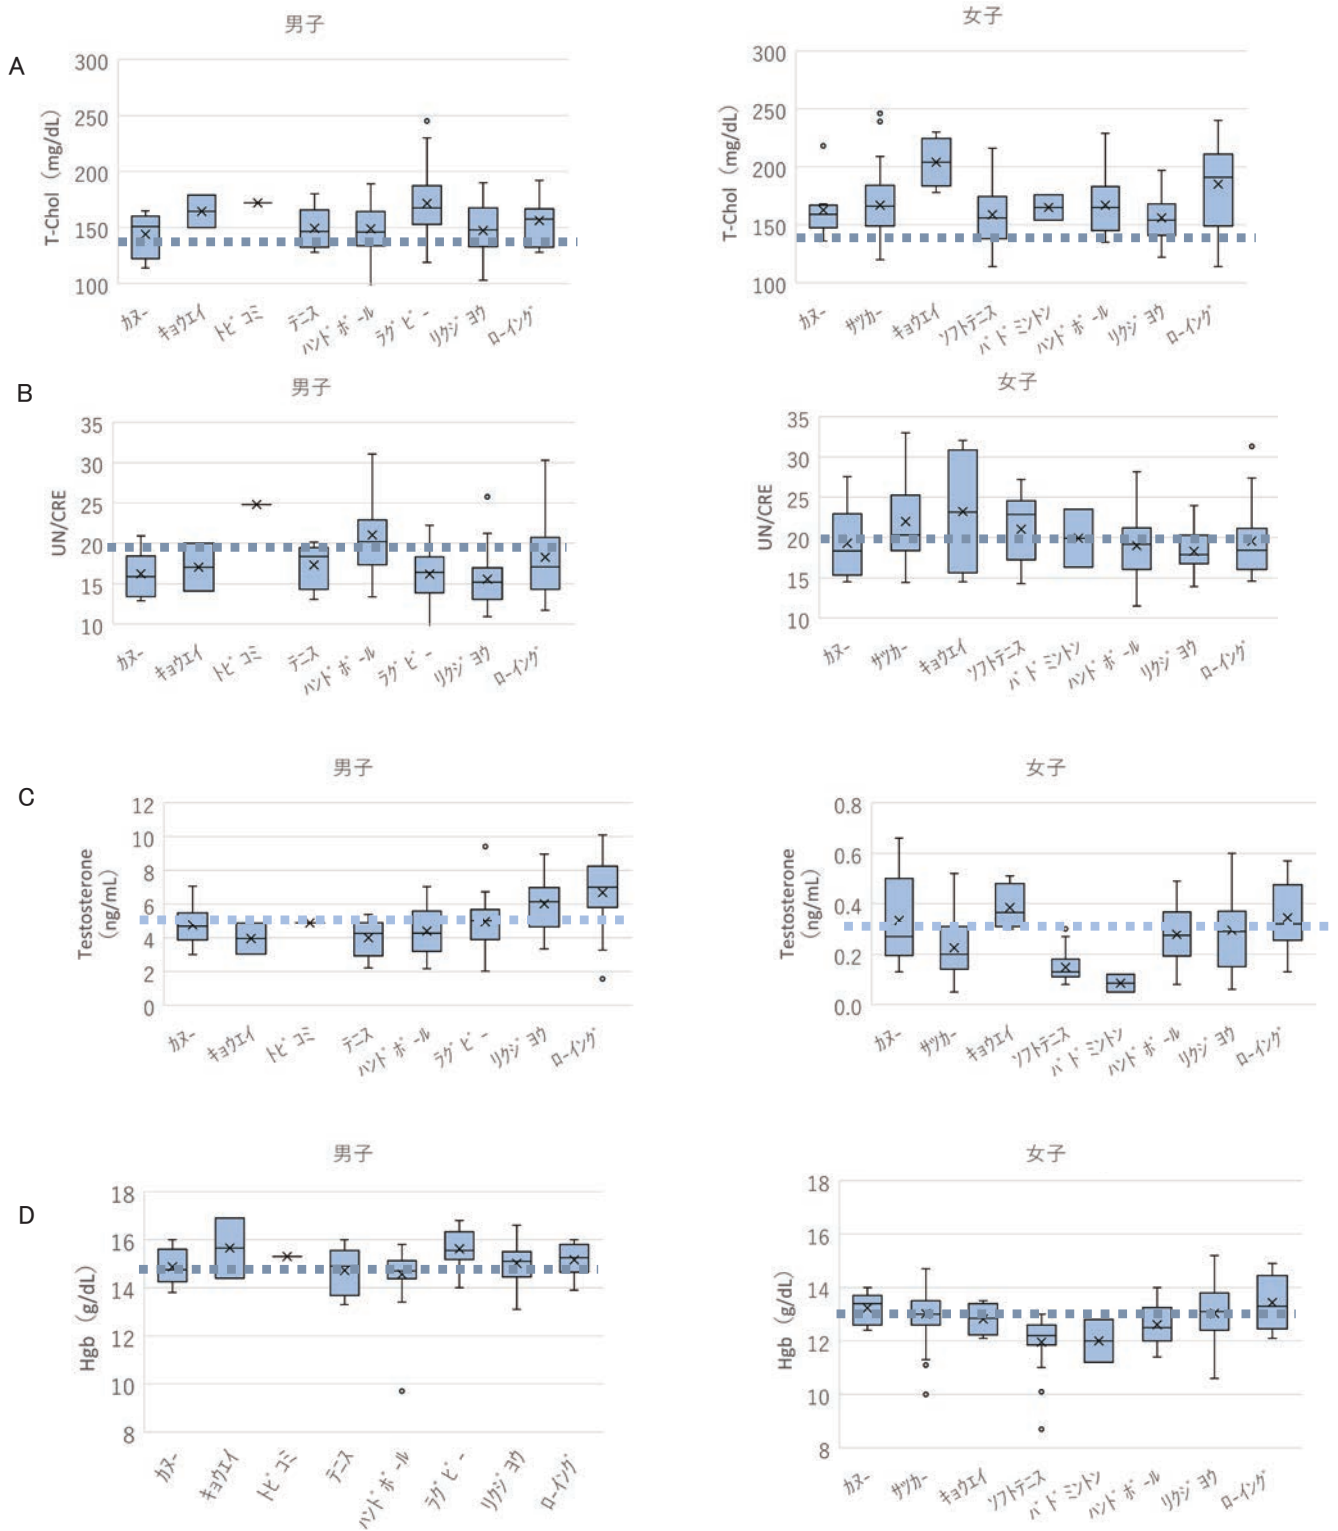 男子
女子
A
T-Chol (mg/dL)
300
250
200
150
100
カヌー
キョウエイ
トビコミ
テニス
ハンドボール
ラグビー
リクジョウ
ローイング
T-Chol (mg/dL)
300
250
200
150
100
カヌー
サッカー
キョウエイ
ソフトテニス
バドミントン
ハンドボール
リクジョウ
ローイング
B
男子
女子
UN/CRE
35
30
25
20
15
10
カヌー
キョウエイ
トビコミ
テニス
ハンドボール
ラグビー
リクジョウ
ローイング
UN/CRE
35
30
25
20
15
10
カヌー
サッカー
キョウエイ
ソフトテニス
バドミントン
ハンドボール
リクジョウ
ローイング
C
男子
女子
Testosterone
(ng/mL)
12
10
8
6
4
2
0
カヌー
キョウエイ
トビコミ
テニス
ハンドボール
ラグビー
リクジョウ
ローイング
Testosterone
(ng/mL)
0.8
0.6
0.4
0.2
0.0
カヌー
サッカー
キョウエイ
ソフトテニス
バドミントン
ハンドボール
リクジョウ
ローイング
D
男子
女子
Hgb (g/dL)
18
16
14
12
10
8
カヌー
キョウエイ
トビコミ
テニス
ハンドボール
ラグビー
リクジョウ
ローイング
Hgb (g/dL)
18
16
14
12
10
8
カヌー
サッカー
キョウエイ
ソフトテニス
バドミントン
ハンドボール
リクジョウ
ローイング